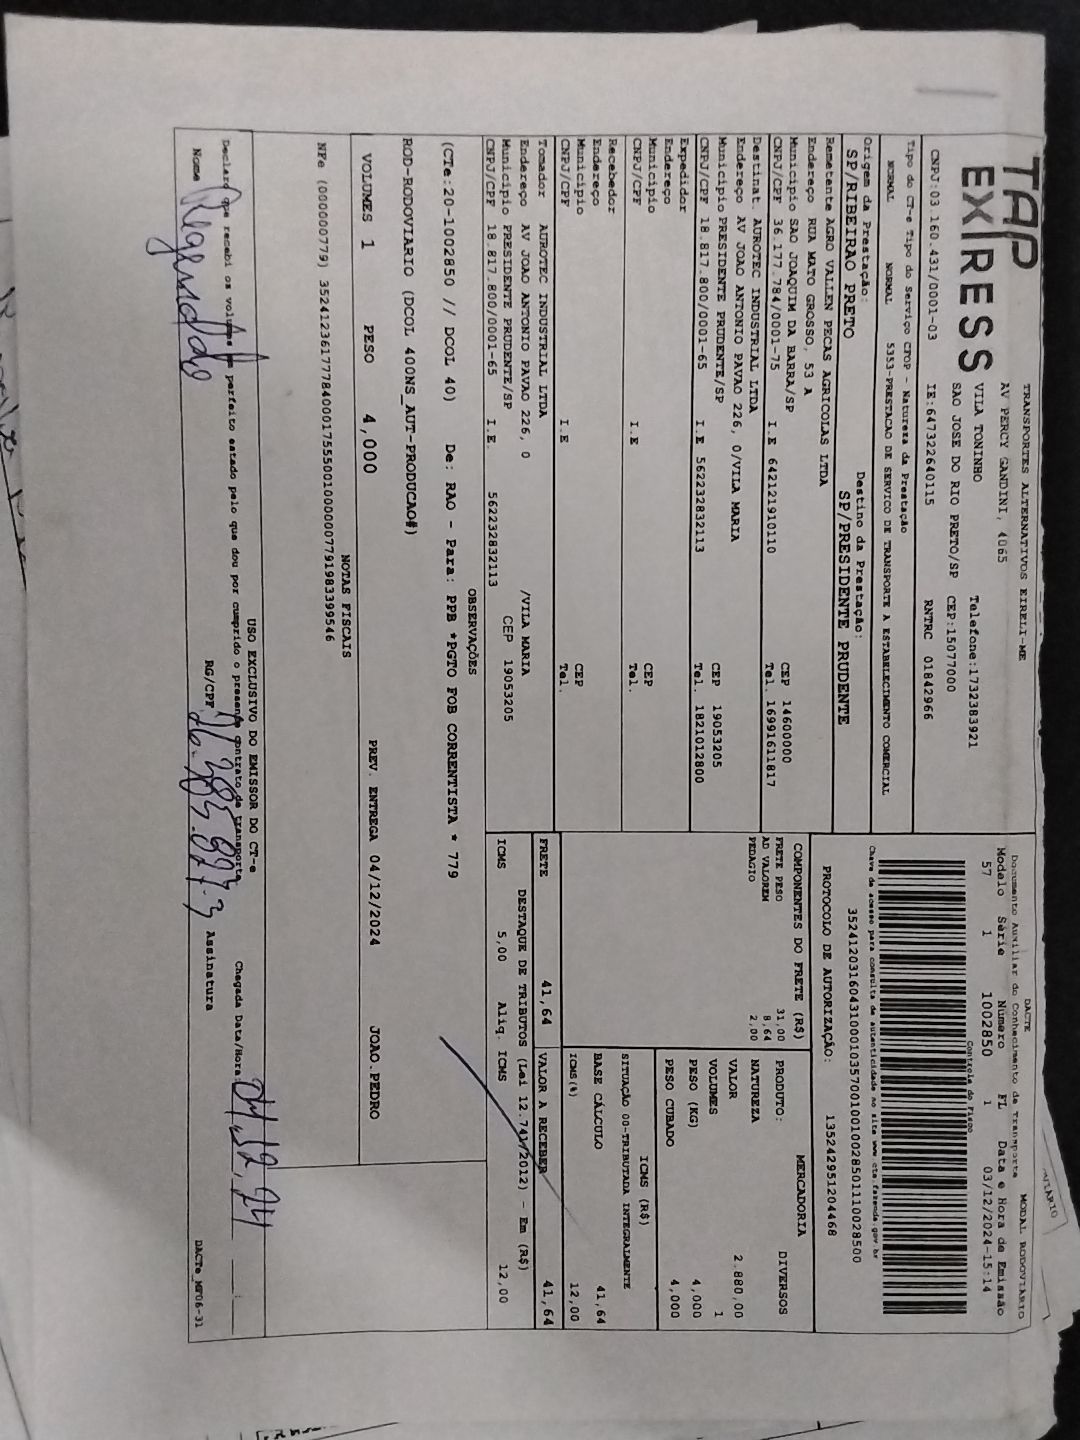 TAP
EXPRESS
TRANSPORTES ALTERNATIVOS EIRELI-ME
AV PERCY GANDINI, 4065
VILA TONINHO Telefone:1732383921
SAO JOSE DO RIO PRETO/SP CEP:15077000
CNPJ:03.160.431/0001-03 IE:647322640115 RNTRC 01842966
DACTE MODAL RODOVIÁRIO
Documento Auxiliar do Conhecimento de Transporte
Modelo Série Número FL Data e Hora de Emissão
57 1 1002850 1 03/12/2024-15:14
Controle do Fisco
Chave de acesso para consulta de autenticidade no site www.cte.fazenda.gov.br
PROTOCOLO DE AUTORIZAÇÃO: 135242951204468
Tipo do CT-e Tipo do Serviço CFOP - Natureza da Prestação
NORMAL NORMAL 5353-PRESTACAO DE SERVICO DE TRANSPORTE A ESTABELECIMENTO COMERCIAL
Origem da Prestação: Destino da Prestação:
SP/RIBEIRAO PRETO SP/PRESIDENTE PRUDENTE
Remetente AGRO VALLEN PECAS AGRICOLAS LTDA
Endereço RUA MATO GROSSO, 53 A
Município SAO JOAQUIM DA BARRA/SP CEP 14600000
CNPJ/CPF 36.177.784/0001-75 I.E 642121910110 Tel. 16991611817
Destinat. AUROTEC INDUSTRIAL LTDA
Endereço AV JOAO ANTONIO PAVAO 226, 0/VILA MARIA
Município PRESIDENTE PRUDENTE/SP CEP 19053205
CNPJ/CPF 18.817.800/0001-65 I.E 562232832113 Tel. 1821012800
Expedidor
Endereço
Município CEP
CNPJ/CPF I.E Tel.
Recebedor
Endereço
Município CEP
CNPJ/CPF I.E Tel.
Tomador AUROTEC INDUSTRIAL LTDA
Endereço AV JOAO ANTONIO PAVAO 226, 0 /VILA MARIA
Município PRESIDENTE PRUDENTE/SP CEP 19053205
CNPJ/CPF 18.817.800/0001-65 I.E. 562232832113
COMPONENTES DO FRETE (R$)
FRETE PESO 31,00
AD VALOREM 8,64
PEDAGIO 2,00
MERCADORIA
PRODUTO: DIVERSOS
NATUREZA
VALOR 2.880,00
VOLUMES 1
PESO (KG) 4,000
PESO CUBADO 4,000
ICMS (R$)
SITUAÇÃO 00-TRIBUTADA INTEGRALMENTE
BASE CÁLCULO 41,64
ICMS(%) 12,00
FRETE 41,64 VALOR A RECEBER 41,64
DESTAQUE DE TRIBUTOS (Lei 12.741/2012) - Em (R$)
ICMS 5,00 Aliq. ICMS 12,00
OBSERVAÇÕES
(CTe:20-1002850 // DCOL 40) De: RAO - Para: PPB *PGTO FOB CORRENTISTA * 779
ROD-RODOVIARIO (DCOL 400NS_AUT-PRODUCAO#)
VOLUMES 1 PESO 4,000 PREV. ENTREGA 04/12/2024 JOAO.PEDRO
NOTAS FISCAIS
USO EXCLUSIVO DO EMISSOR DO CT-e
Declaro que recebi os volumes em perfeito estado pelo que dou por cumprido o presente contrato de transporte
Chegada Data/Hora 04,12,24 __:__
Nome RG/CPF Assinatura
DACTe_MF06-31